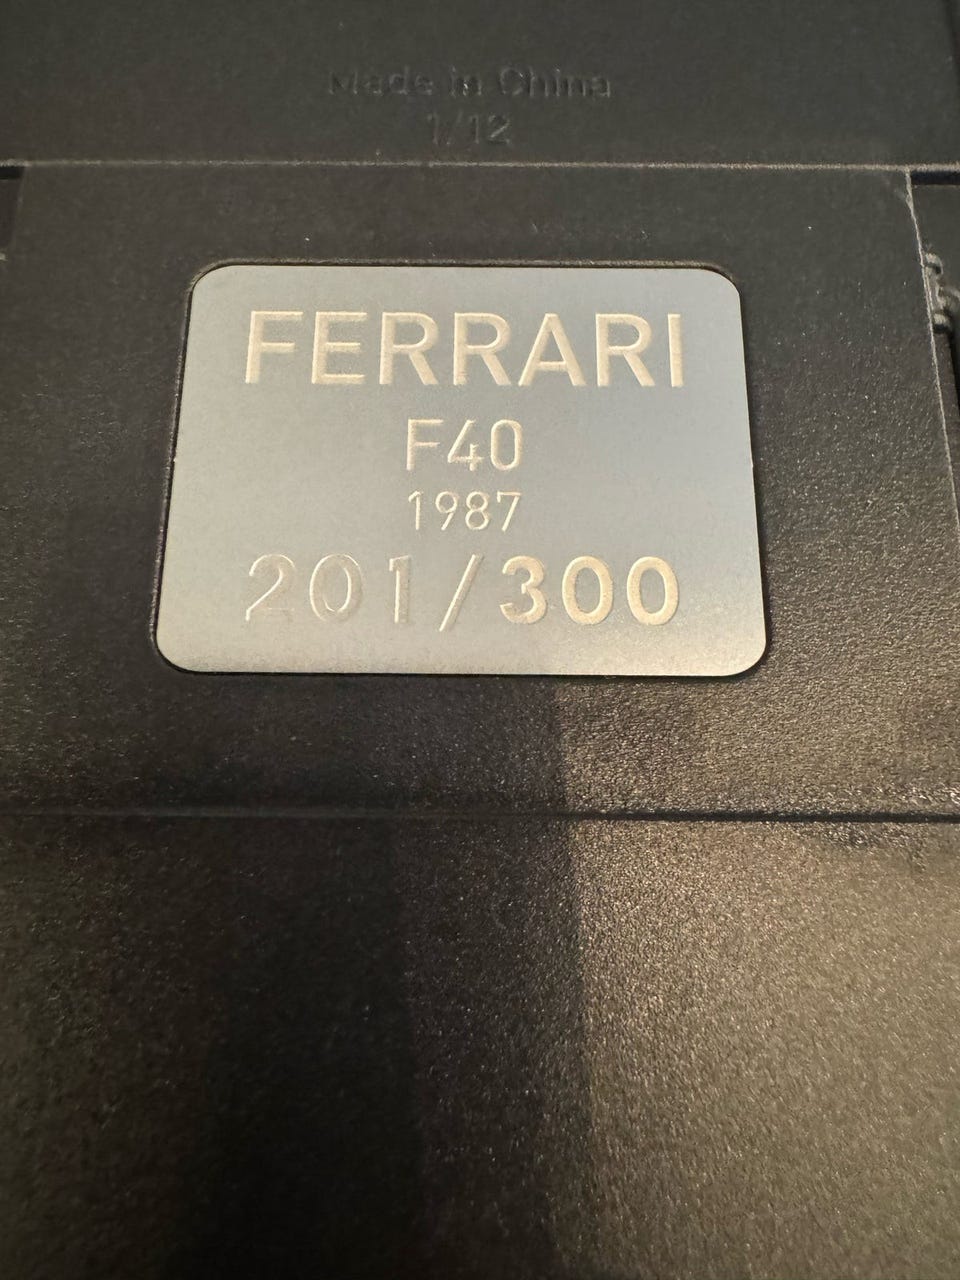 Made in China
1/12
FERRARI
F40
1987
201/300